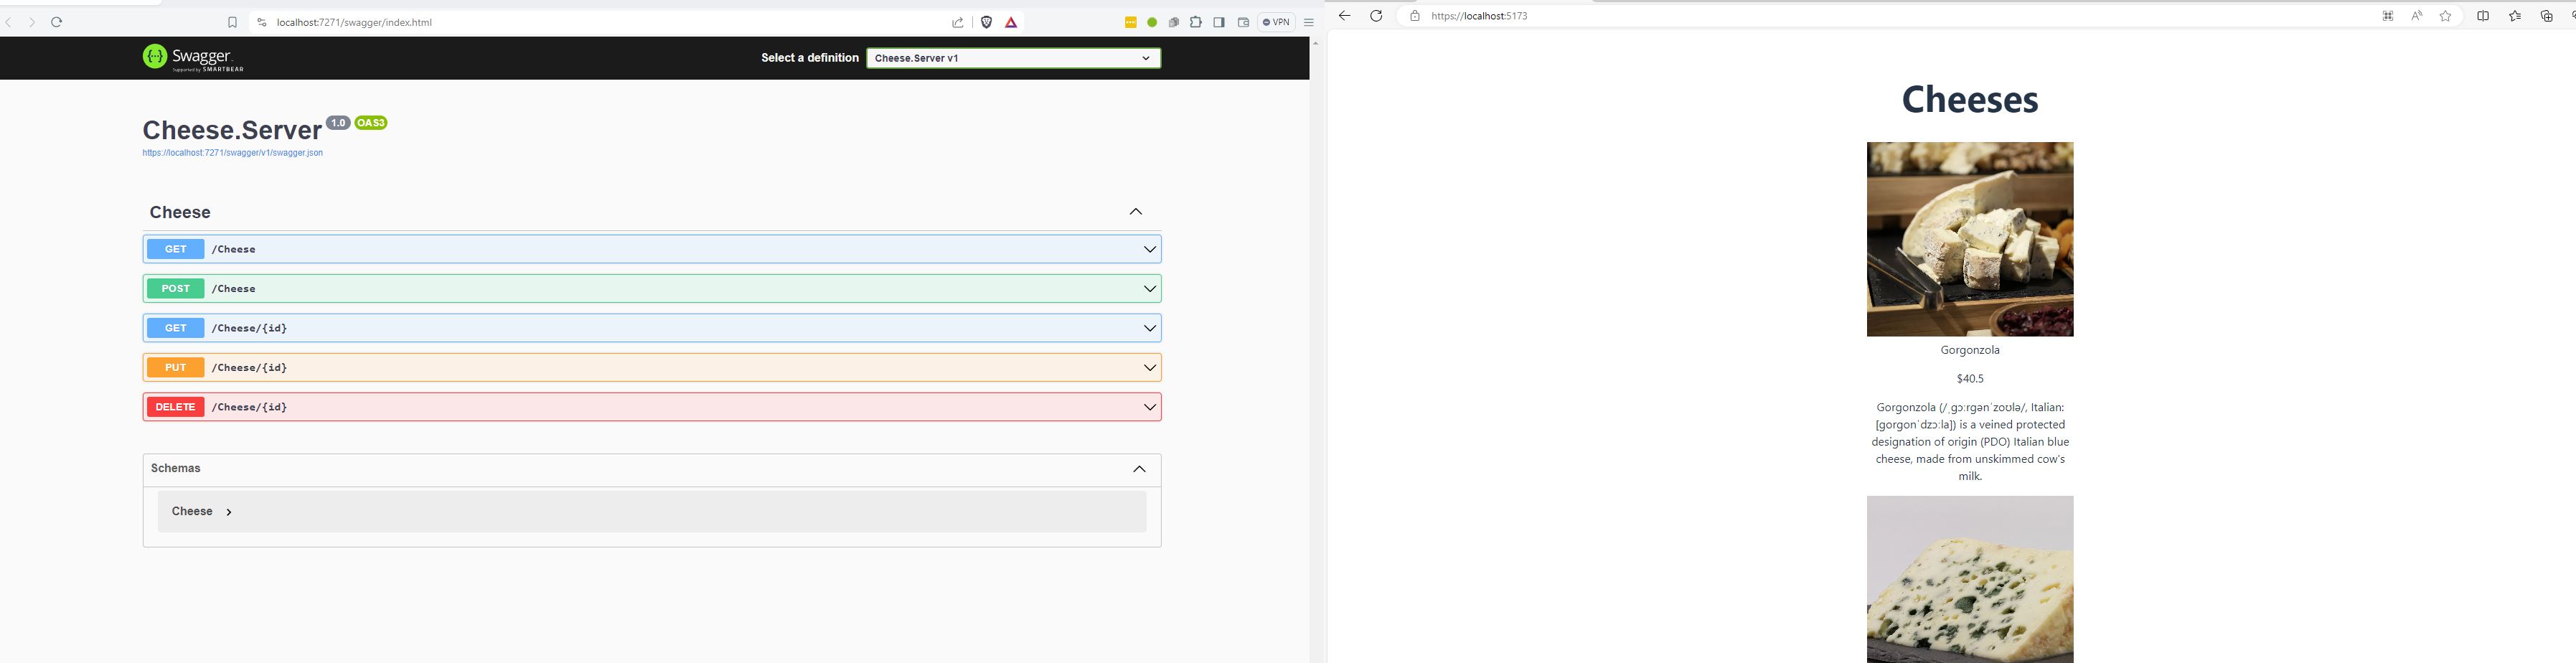 localhost:7271/swagger/index.html
VPN
Swagger.
Supported by SMARTBEAR
Select a definition
Cheese.Server v1
Cheese.Server 1.0 OAS3
https://localhost:7271/swagger/v1/swagger.json
Cheese
GET /Cheese
POST /Cheese
GET /Cheese/{id}
PUT /Cheese/{id}
DELETE /Cheese/{id}
Schemas
Cheese
https://localhost:5173
Cheeses
Gorgonzola
$40.5
Gorgonzola (/ˌɡɔːrɡənˈzoʊlə/, Italian:
[ɡorɡonˈdzɔːla]) is a veined protected
designation of origin (PDO) Italian blue
cheese, made from unskimmed cow's
milk.